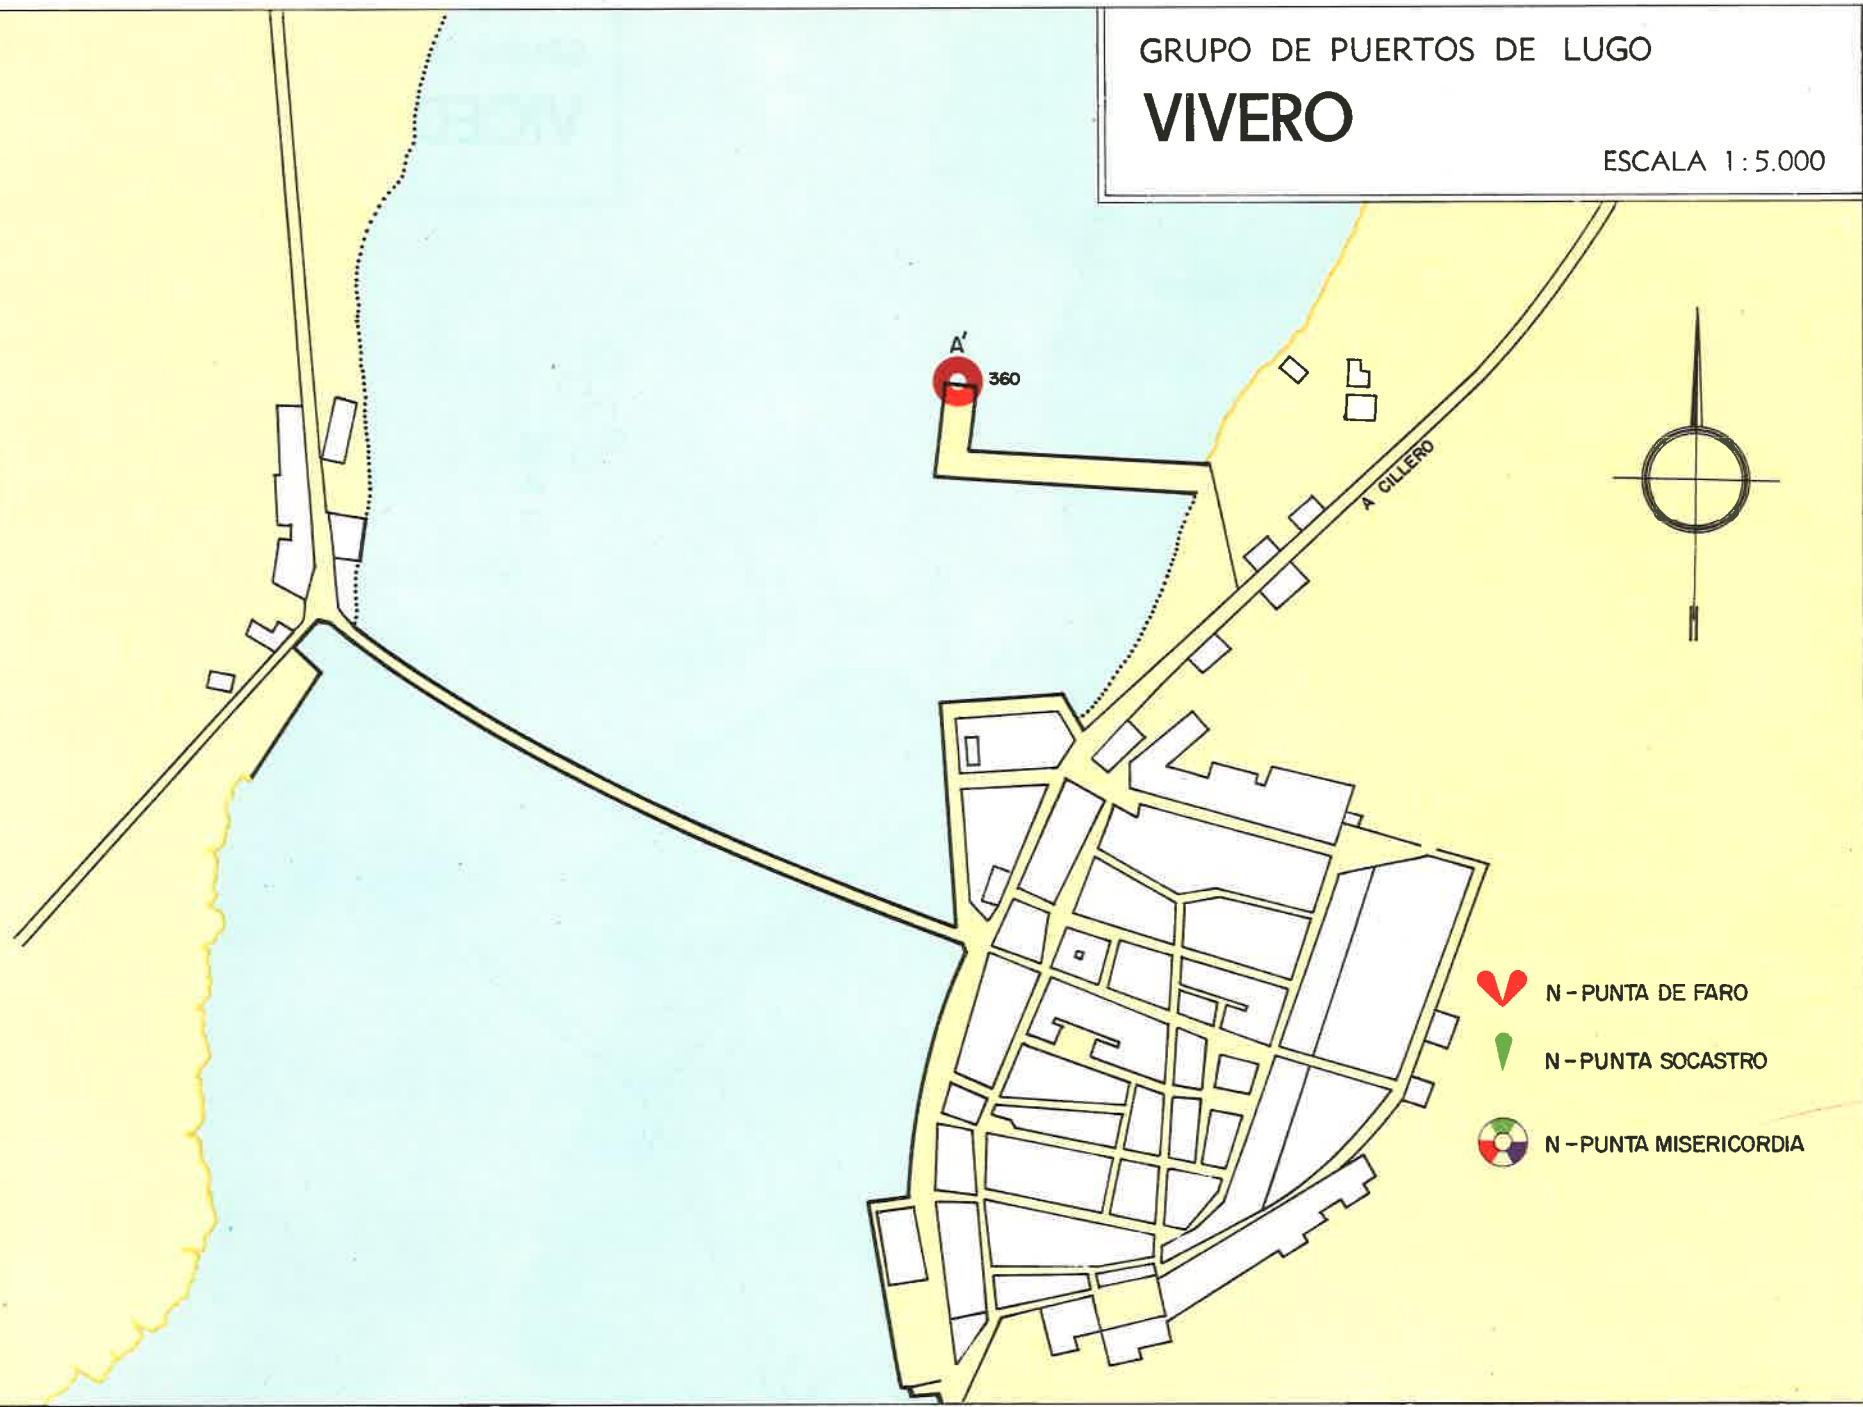 GRUPO DE PUERTOS DE LUGO
VIVERO
ESCALA 1:5.000
A'
360
A CILLERO
N-PUNTA DE FARO
N-PUNTA SOCASTRO
N-PUNTA MISERICORDIA